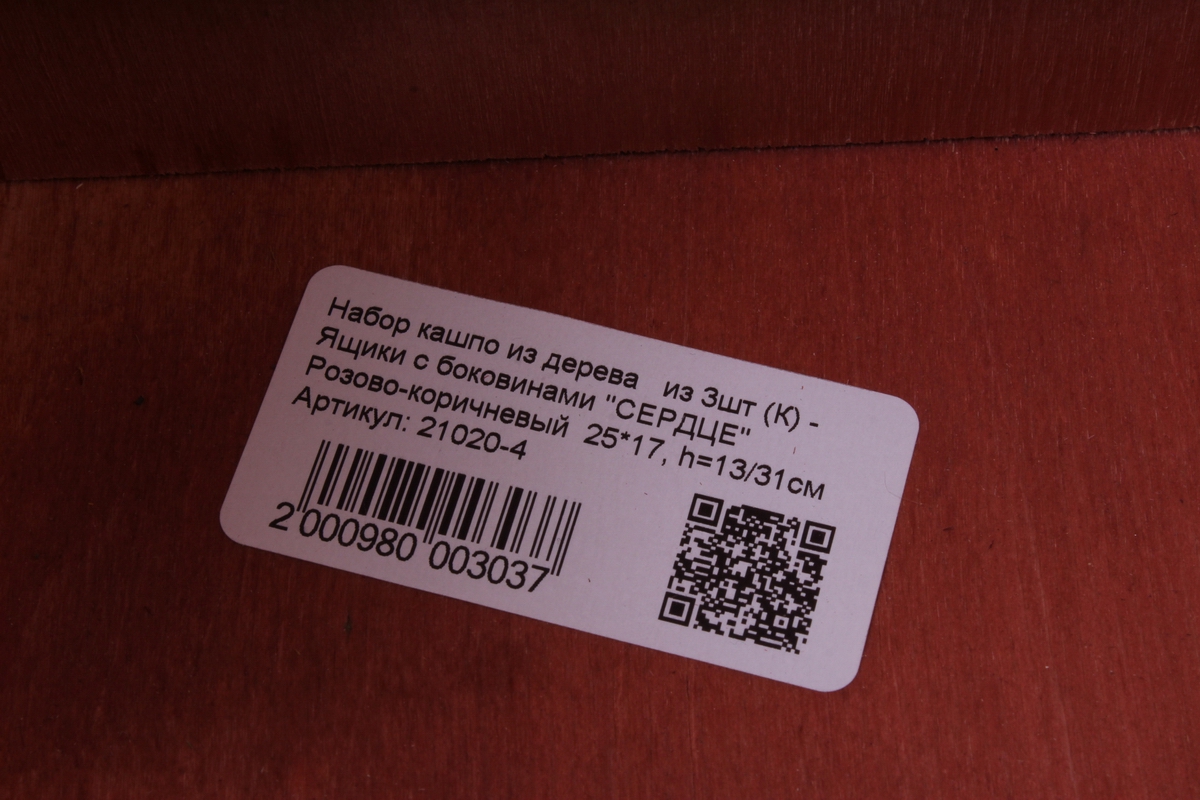 Набор кашпо из дерева   из 3шт (К) -
Ящики с боковинами "СЕРДЦЕ"
Розово-коричневый  25*17, h=13/31см
Артикул: 21020-4
2 000980 003037